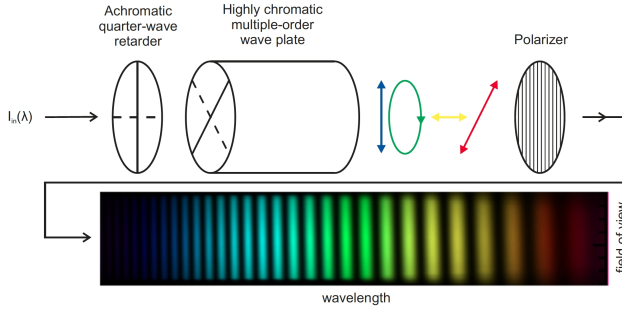 Achromatic
quarter-wave
retarder
Highly chromatic
multiple-order
wave plate
Polarizer
Iin(λ)
field of view
wavelength